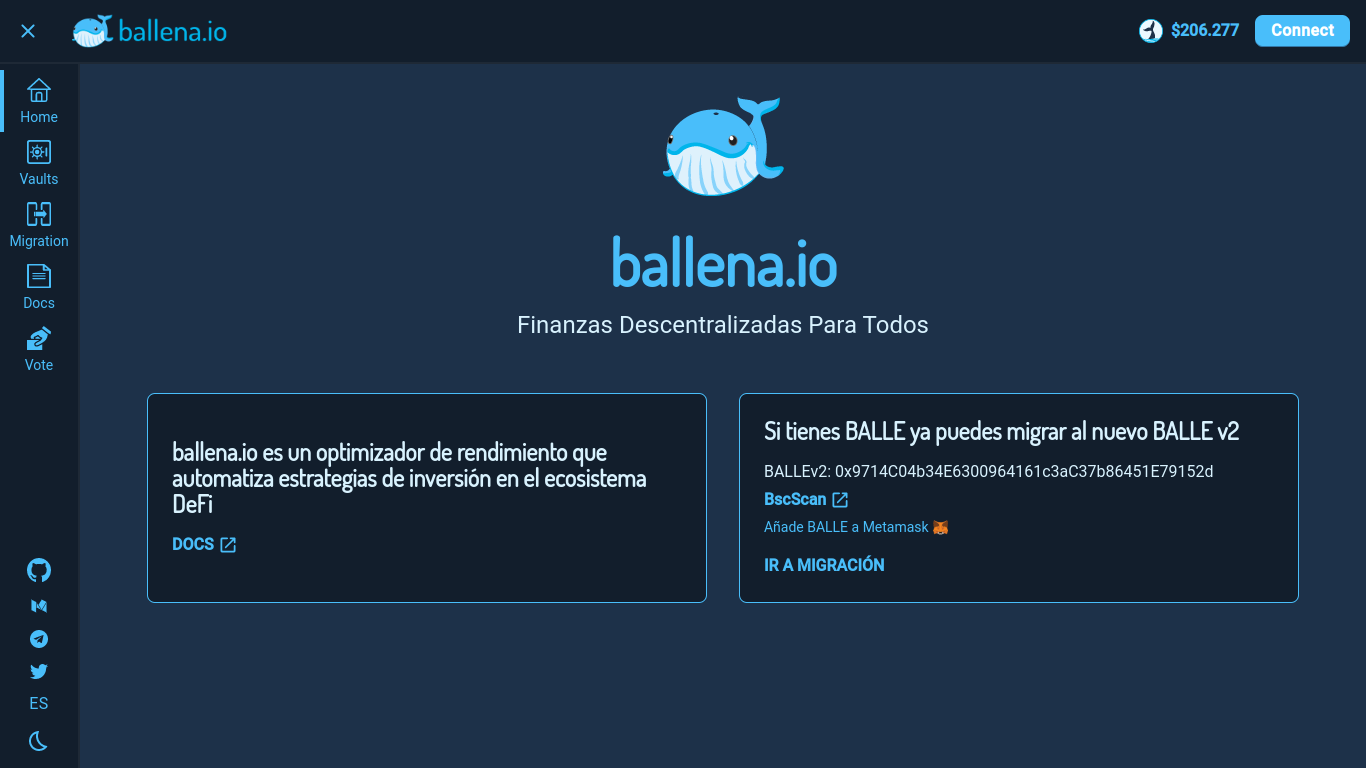 ballena.io
$206.277
Connect
Home
Vaults
Migration
Docs
Vote
ES
ballena.io
Finanzas Descentralizadas Para Todos
ballena.io es un optimizador de rendimiento que
automatiza estrategias de inversión en el ecosistema
DeFi
DOCS
Si tienes BALLE ya puedes migrar al nuevo BALLE v2
BALLEv2: 0x9714C04b34E6300964161c3aC37b86451E79152d
BscScan
Añade BALLE a Metamask
IR A MIGRACIÓN